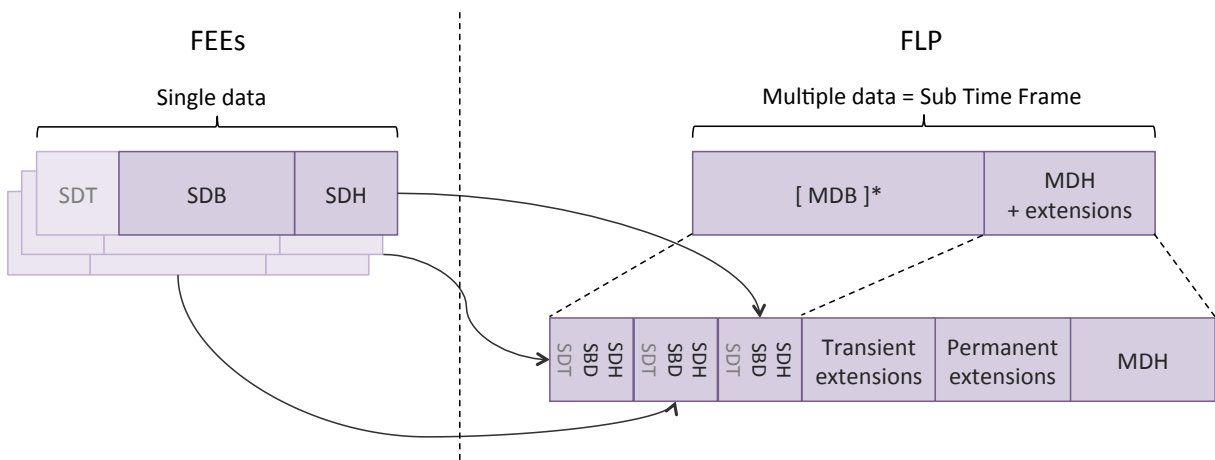 FEEs
FLP
Single data
Multiple data = Sub Time Frame
SDT
SDB
SDH
[ MDB ]*
MDH
+ extensions
SDT
SBD
SDH
SDT
SBD
SDH
SDT
SBD
SDH
Transient
extensions
Permanent
extensions
MDH